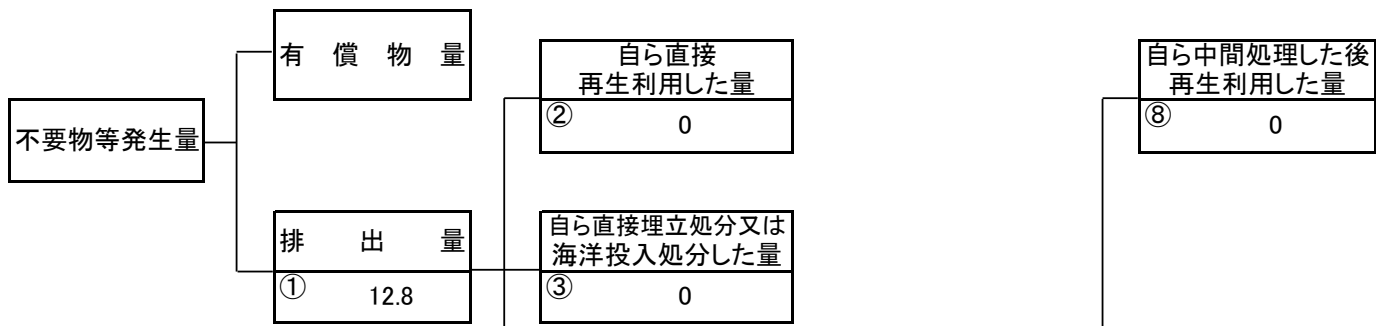 有償物量
自ら直接
再生利用した量
② 0
自ら中間処理した後
再生利用した量
⑧ 0
不要物等発生量
排出量
① 12.8
自ら直接埋立処分又は
海洋投入処分した量
③ 0